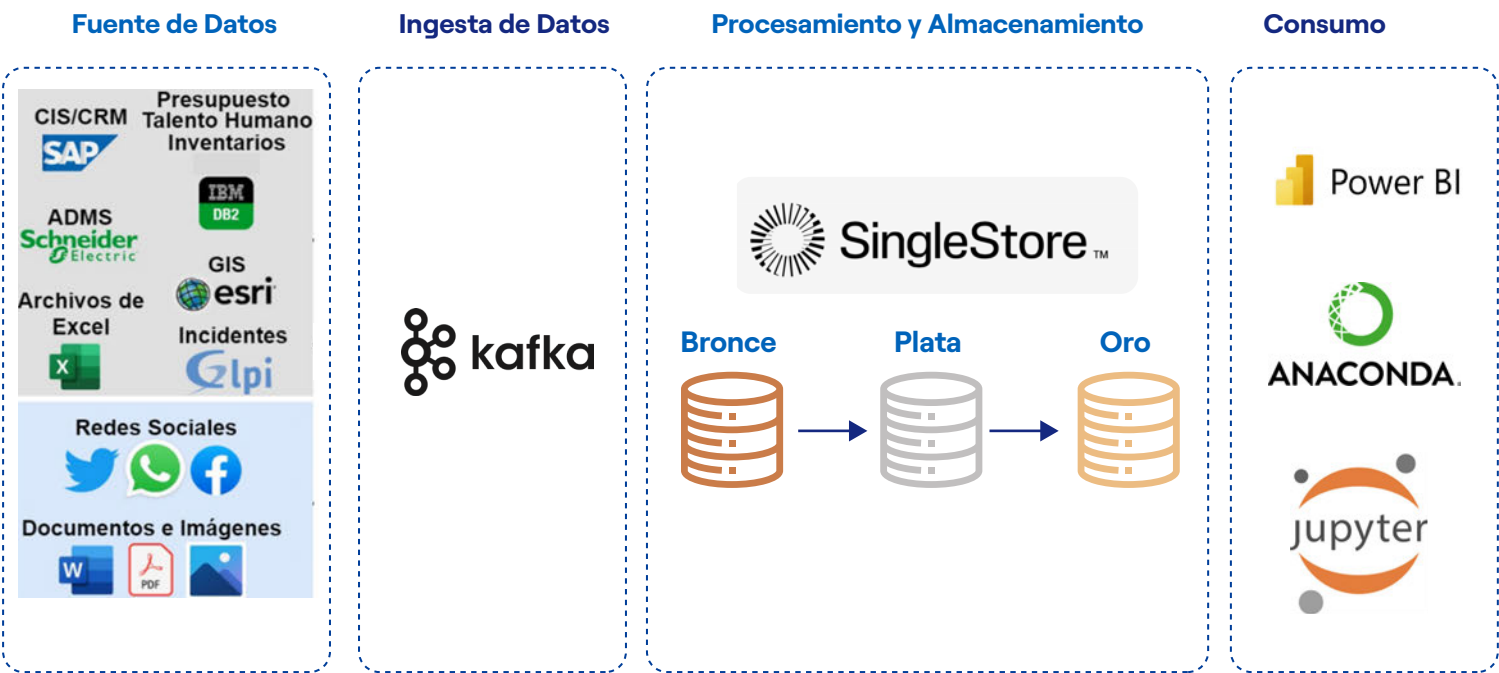 Fuente de Datos
Ingesta de Datos
Procesamiento y Almacenamiento
Consumo
CIS/CRM
SAP
Presupuesto
Talento Humano
Inventarios
IBM
DB2
ADMS
Schneider
Electric
GIS
esri
Archivos de
Excel
X
Incidentes
Glpi
Redes Sociales
Documentos e Imágenes
W
PDF
kafka
SingleStore™
Bronce
Plata
Oro
Power BI
ANACONDA.
jupyter